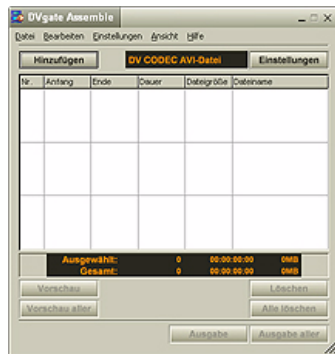 DVgate Assemble
Datei Bearbeiten Einstellungen Ansicht Hilfe
Hinzufügen DV CODEC AVI-Datei Einstellungen
Nr. Anfang Ende Dauer Dateigröße Dateiname
Ausgewählt: 0 00:00:00:00 0MB
Gesamt: 0 00:00:00:00 0MB
Vorschau Löschen
Vorschau aller Alle löschen
Ausgabe Ausgabe aller